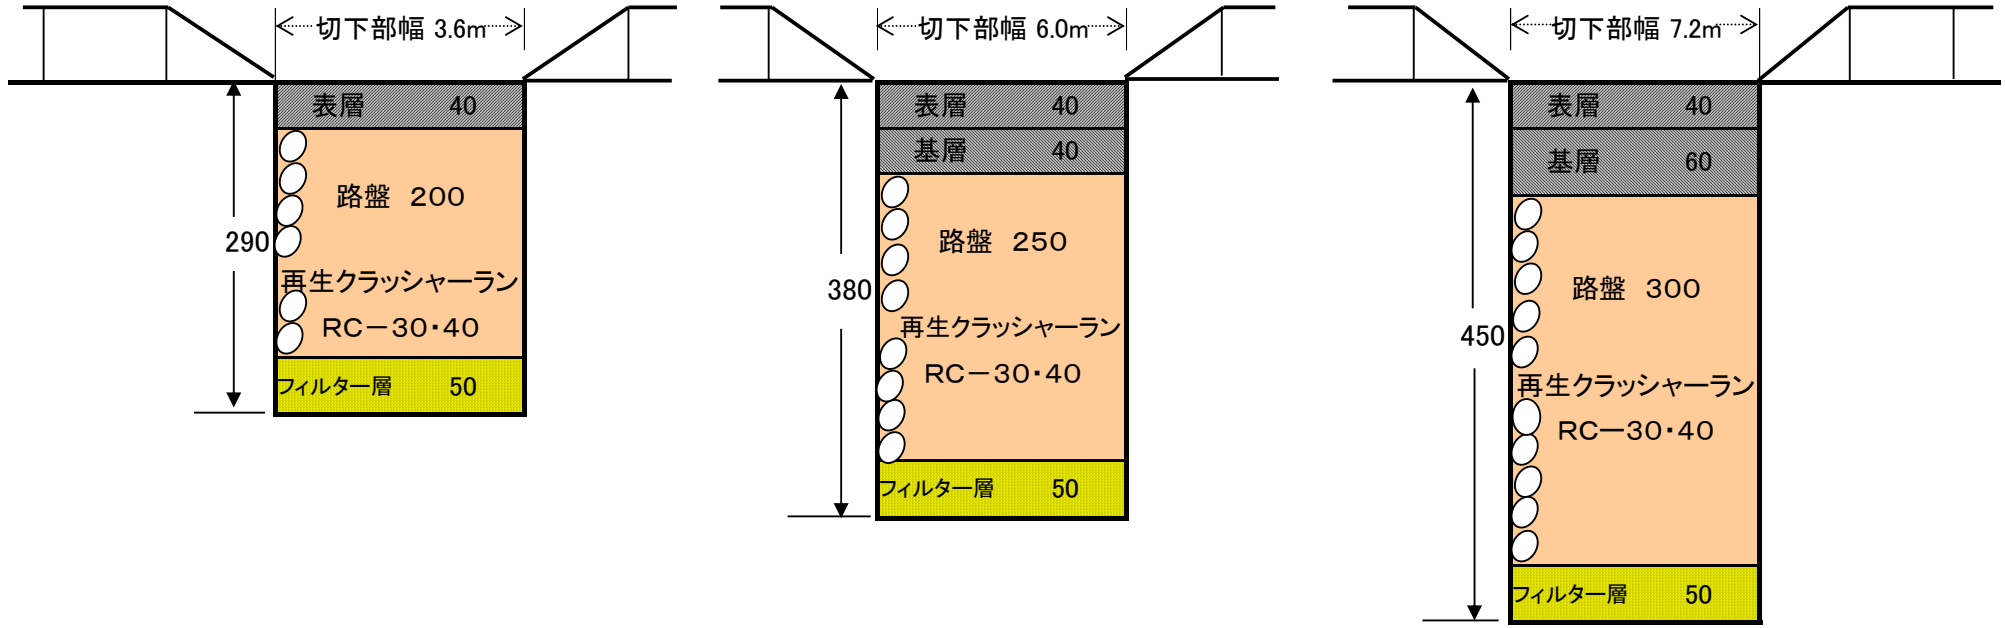 切下部幅 3.6m
表層 40
路盤 200
290
再生クラッシャーラン
RC－30・40
フィルター層 50
切下部幅 6.0m
表層 40
基層 40
路盤 250
380
再生クラッシャーラン
RC－30・40
フィルター層 50
切下部幅 7.2m
表層 40
基層 60
路盤 300
450
再生クラッシャーラン
RC－30・40
フィルター層 50